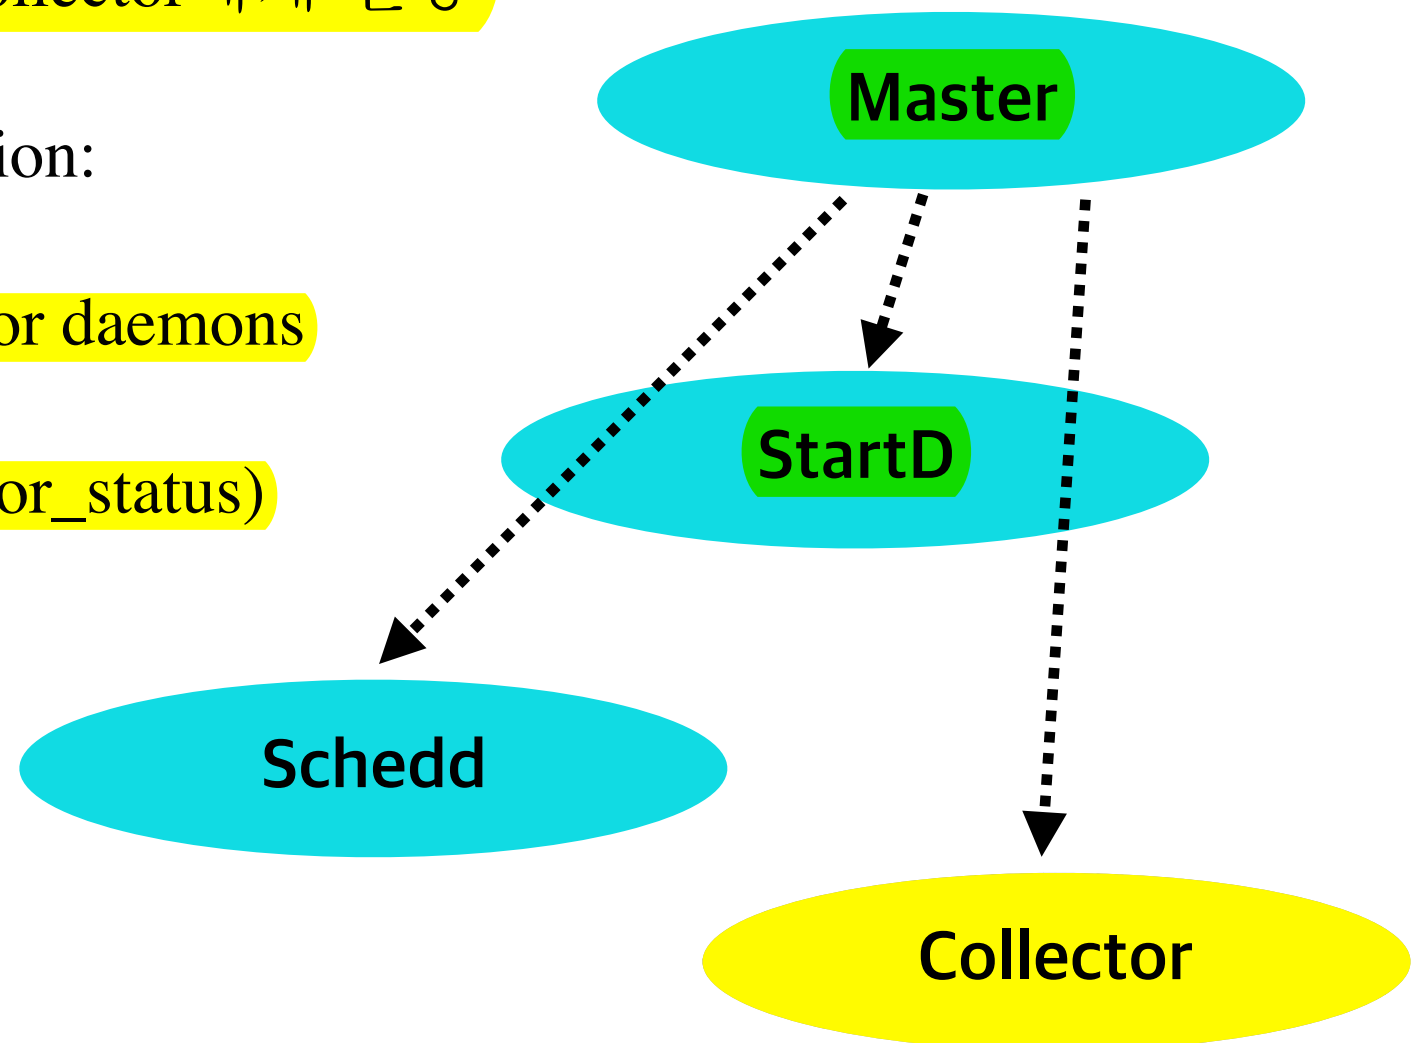 Master
ion:
or daemons
StartD
or_status)
Schedd
Collector